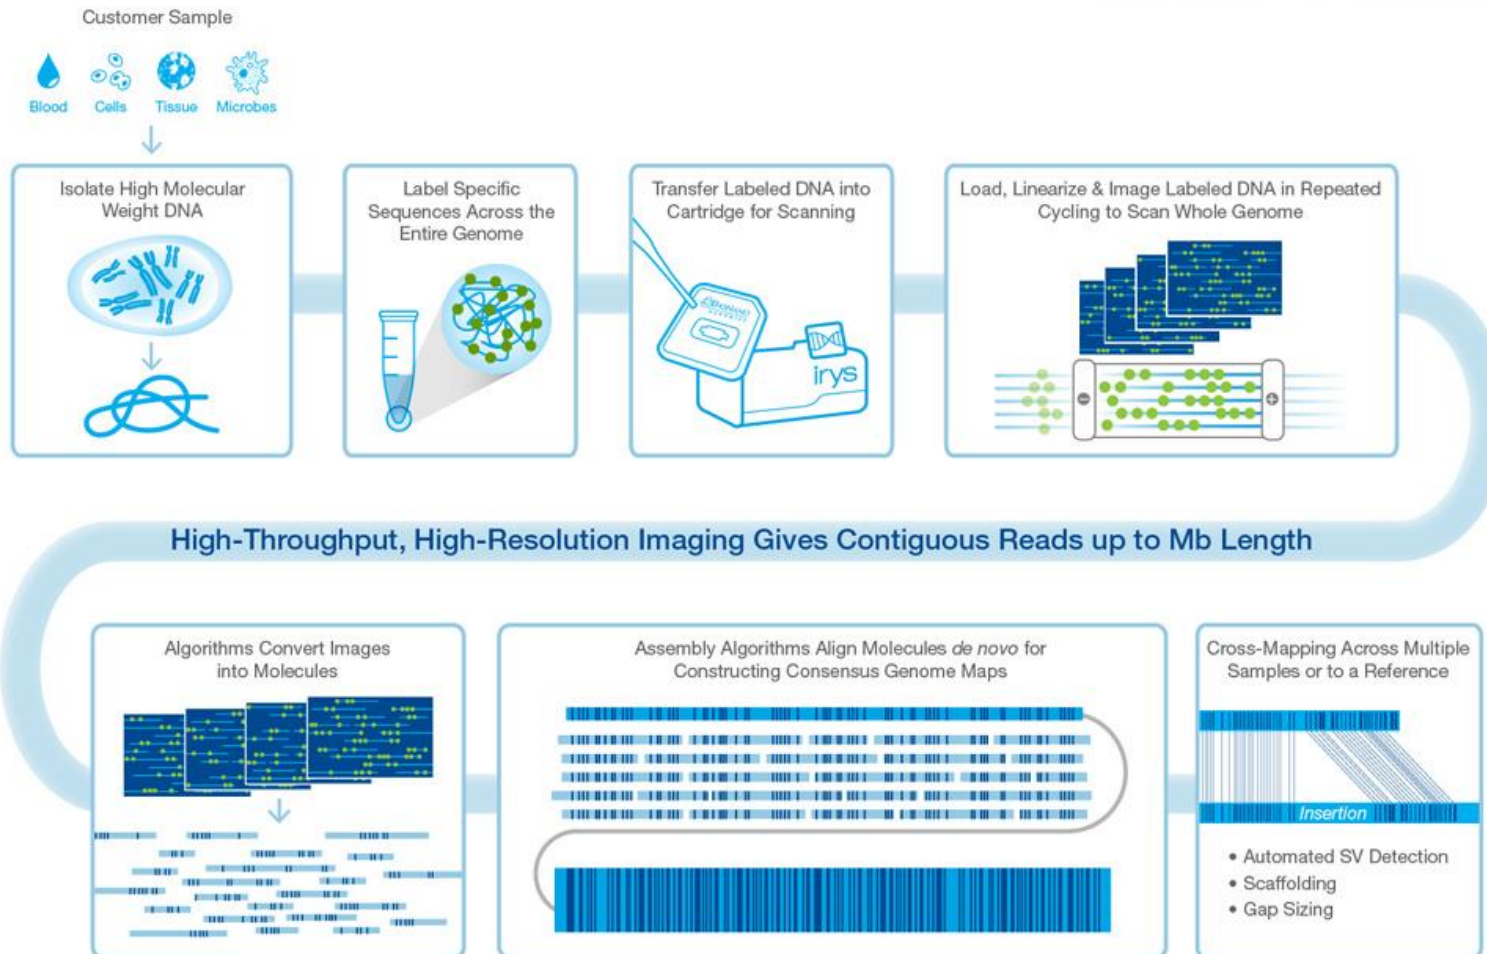 Customer Sample
Blood Cells Tissue Microbes
Isolate High Molecular
Weight DNA
Label Specific
Sequences Across the
Entire Genome
Transfer Labeled DNA into
Cartridge for Scanning
BIONANO
GENOMICS
irys
Load, Linearize & Image Labeled DNA in Repeated
Cycling to Scan Whole Genome
− +
High-Throughput, High-Resolution Imaging Gives Contiguous Reads up to Mb Length
Algorithms Convert Images
into Molecules
Assembly Algorithms Align Molecules de novo for
Constructing Consensus Genome Maps
Cross-Mapping Across Multiple
Samples or to a Reference
Insertion
• Automated SV Detection
• Scaffolding
• Gap Sizing